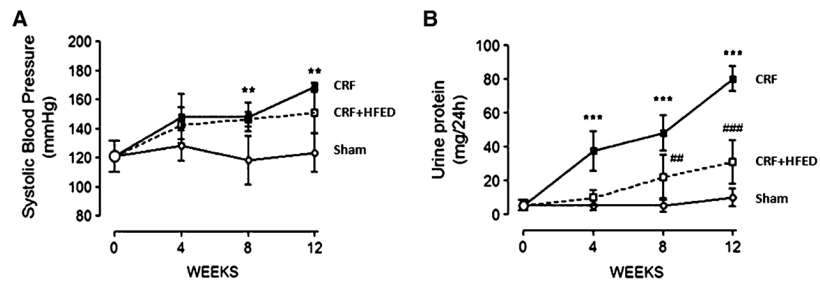 A
Systolic Blood Pressure
(mmHg)
200
180
160
140
120
100
80
**
**
CRF
CRF+HFED
Sham
0
4
8
12
WEEKS
B
Urine protein
(mg/24h)
100
80
60
40
20
0
***
***
***
##
###
CRF
CRF+HFED
Sham
0
4
8
12
WEEKS